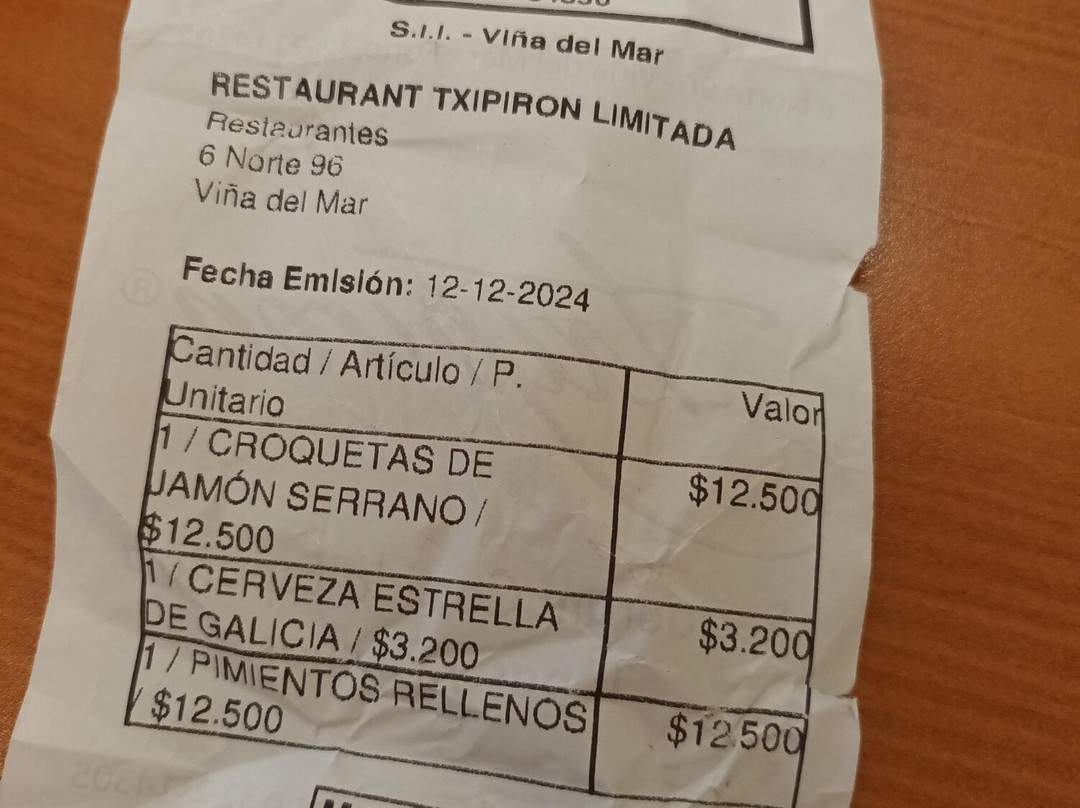 S.I.I. - Viña del Mar
RESTAURANT TXIPIRON LIMITADA
Restaurantes
6 Norte 96
Viña del Mar
Fecha Emisión: 12-12-2024
Cantidad / Artículo / P.
Unitario
Valor
1 / CROQUETAS DE
JAMÓN SERRANO /
$12.500
$12.500
1 / CERVEZA ESTRELLA
DE GALICIA / $3.200
$3.200
1 / PIMIENTOS RELLENOS
/ $12.500
$12.500